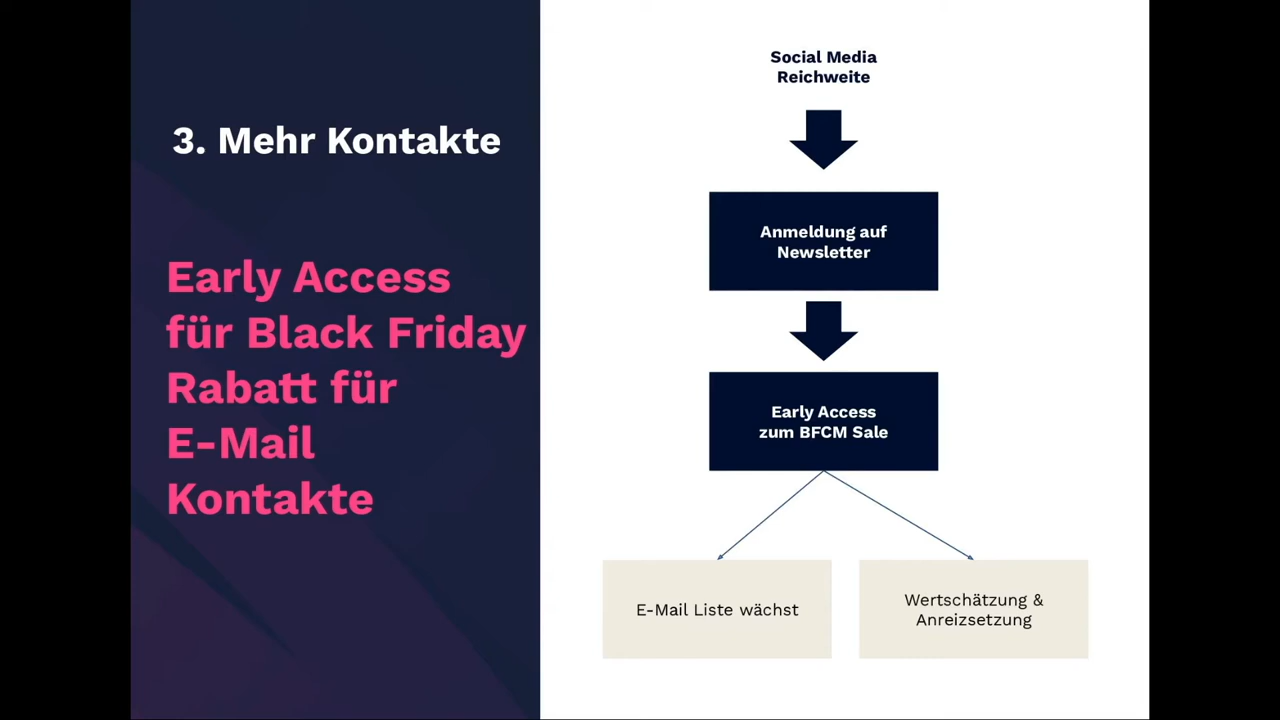 3. Mehr Kontakte
Early Access
für Black Friday
Rabatt für
E-Mail
Kontakte
Social Media
Reichweite
Anmeldung auf
Newsletter
Early Access
zum BFCM Sale
E-Mail Liste wächst
Wertschätzung &
Anreizsetzung